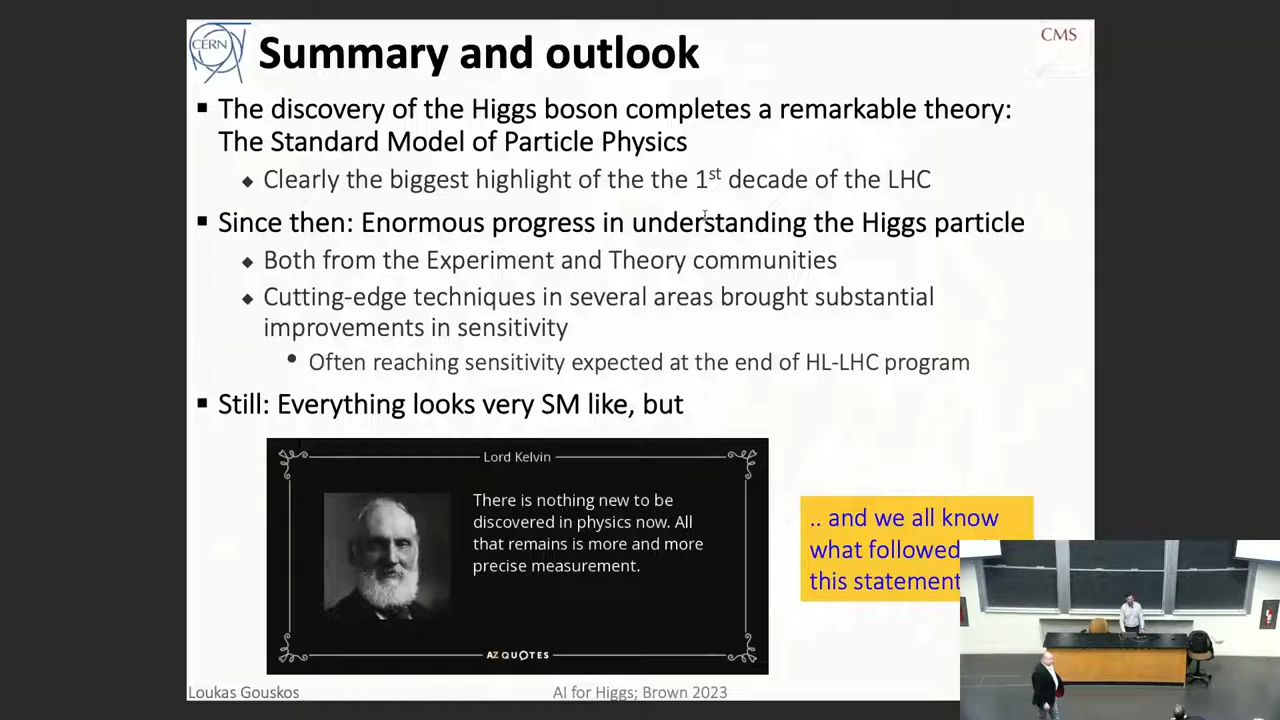 CERN
Summary and outlook
CMS
The discovery of the Higgs boson completes a remarkable theory:
The Standard Model of Particle Physics
Clearly the biggest highlight of the the 1st decade of the LHC
Since then: Enormous progress in understanding the Higgs particle
Both from the Experiment and Theory communities
Cutting-edge techniques in several areas brought substantial
improvements in sensitivity
Often reaching sensitivity expected at the end of HL-LHC program
Still: Everything looks very SM like, but
Lord Kelvin
There is nothing new to be
discovered in physics now. All
that remains is more and more
precise measurement.
AZ QUOTES
.. and we all know
what followed
this statement
Loukas Gouskos
AI for Higgs; Brown 2023